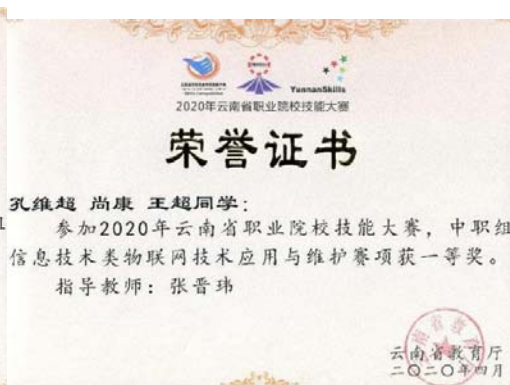 YunnanSkills
2020年云南省职业院校技能大赛
荣誉证书
孔维超 尚康 王超同学：
参加2020年云南省职业院校技能大赛，中职组
信息技术类物联网技术应用与维护赛项获一等奖。
指导教师：张晋玮
云南省教育厅
二〇二〇年四月